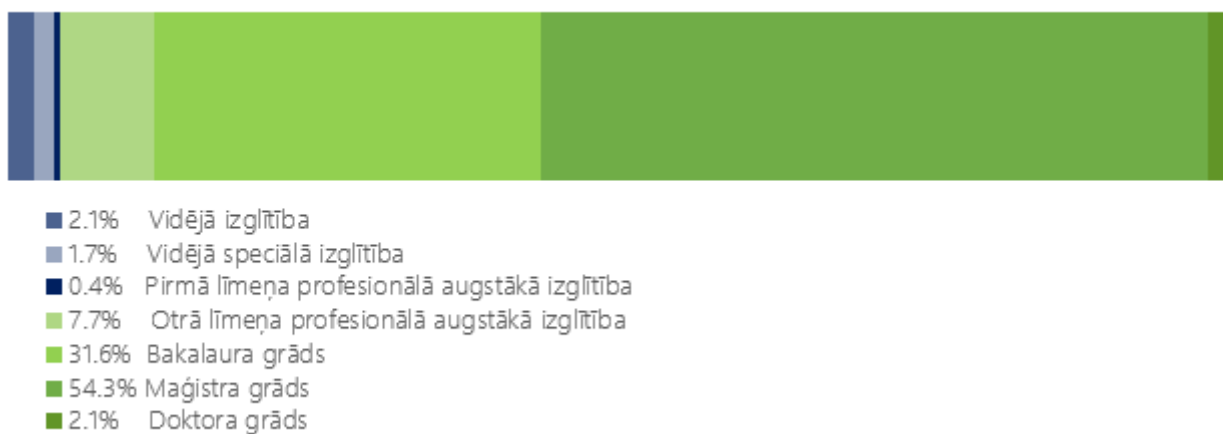 2.1% Vidējā izglītība
1.7% Vidējā speciālā izglītība
0.4% Pirmā līmeņa profesionālā augstākā izglītība
7.7% Otrā līmeņa profesionālā augstākā izglītība
31.6% Bakalaura grāds
54.3% Maģistra grāds
2.1% Doktora grāds